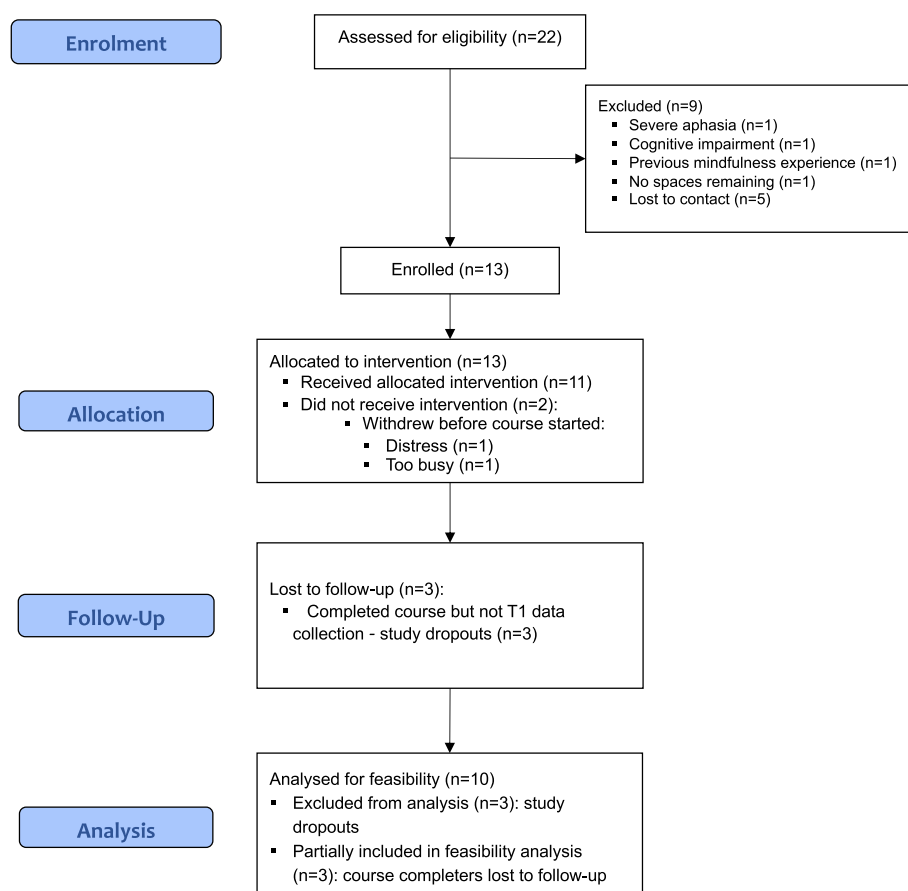 Enrolment
Assessed for eligibility (n=22)
Excluded (n=9)
▪ Severe aphasia (n=1)
▪ Cognitive impairment (n=1)
▪ Previous mindfulness experience (n=1)
▪ No spaces remaining (n=1)
▪ Lost to contact (n=5)
Enrolled (n=13)
Allocation
Allocated to intervention (n=13)
▪ Received allocated intervention (n=11)
▪ Did not receive intervention (n=2):
▪ Withdrew before course started:
▪ Distress (n=1)
▪ Too busy (n=1)
Follow-Up
Lost to follow-up (n=3):
▪ Completed course but not T1 data
collection - study dropouts (n=3)
Analysis
Analysed for feasibility (n=10)
▪ Excluded from analysis (n=3): study
dropouts
▪ Partially included in feasibility analysis
(n=3): course completers lost to follow-up